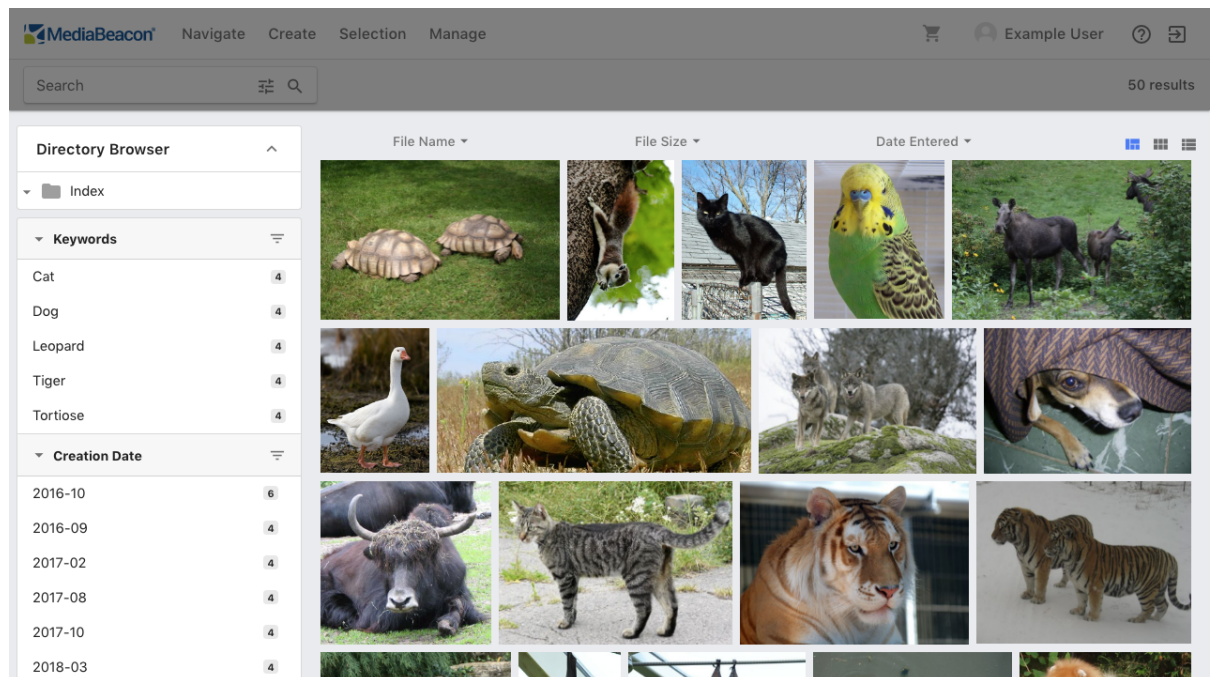 MediaBeacon® Navigate Create Selection Manage Example User
Search 50 results
Directory Browser
Index
Keywords
Cat 4
Dog 4
Leopard 4
Tiger 4
Tortiose 4
Creation Date
2016-10 6
2016-09 4
2017-02 4
2017-08 4
2017-10 4
2018-03 4
File Name File Size Date Entered